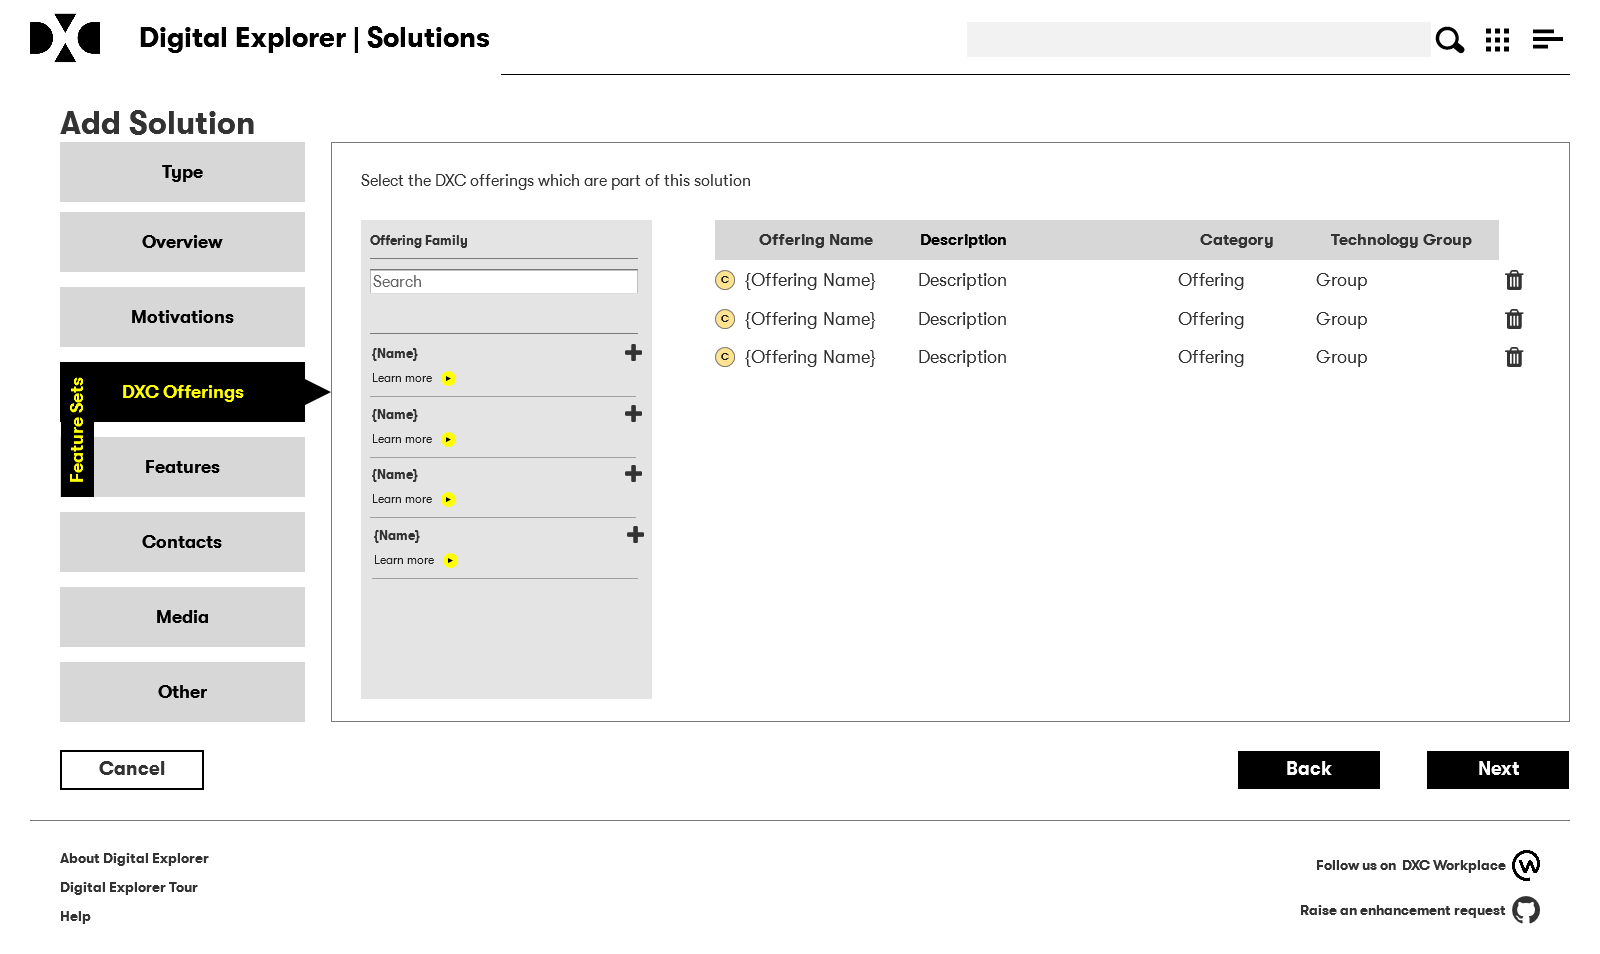 DXC
Digital Explorer | Solutions
Add Solution
Type
Overview
Motivations
DXC Offerings
Feature Sets
Features
Contacts
Media
Other
Select the DXC offerings which are part of this solution
Offering Family
Search
{Name}
Learn more
{Name}
Learn more
{Name}
Learn more
{Name}
Learn more
Offering Name Description Category Technology Group
C {Offering Name} Description Offering Group
C {Offering Name} Description Offering Group
C {Offering Name} Description Offering Group
Cancel
Back
Next
About Digital Explorer
Digital Explorer Tour
Help
Follow us on DXC Workplace
Raise an enhancement request